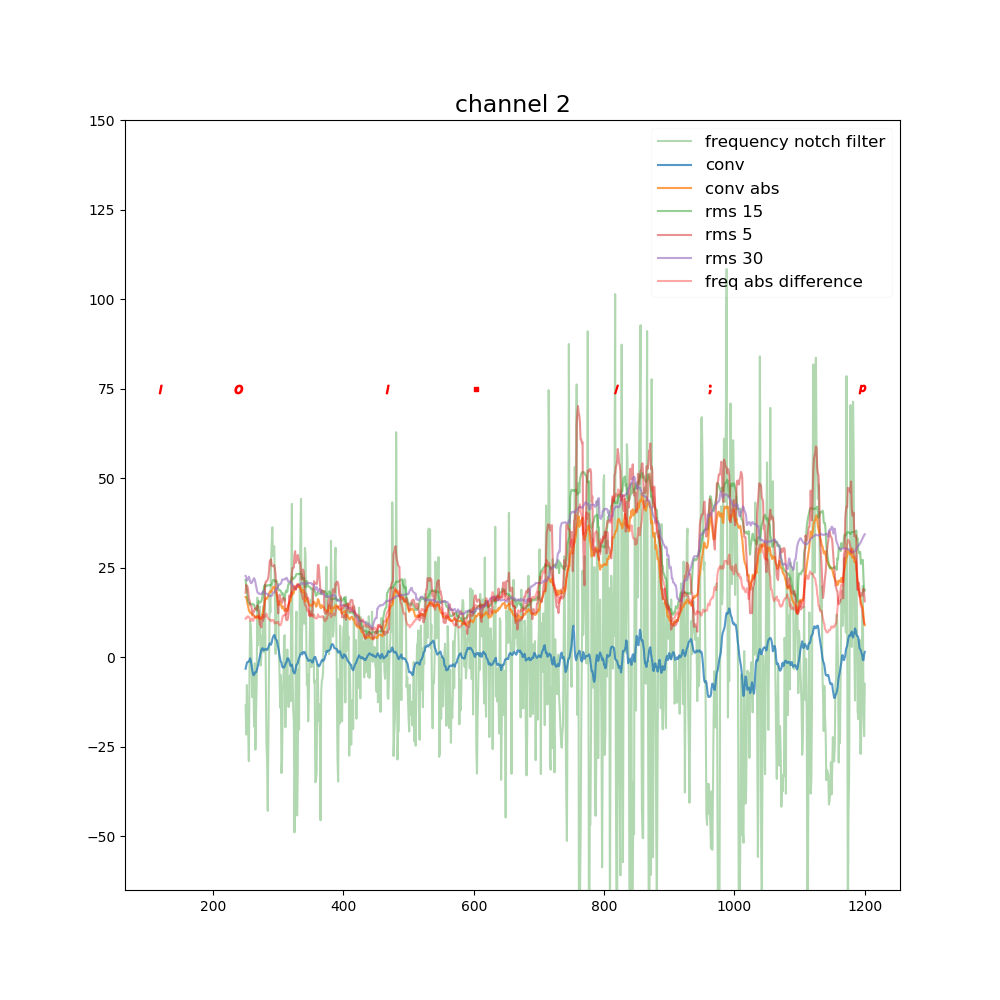 channel 2
150
125
100
75
50
25
0
−25
−50
frequency notch filter
conv
conv abs
rms 15
rms 5
rms 30
freq abs difference
l o l . l ; p
200 400 600 800 1000 1200